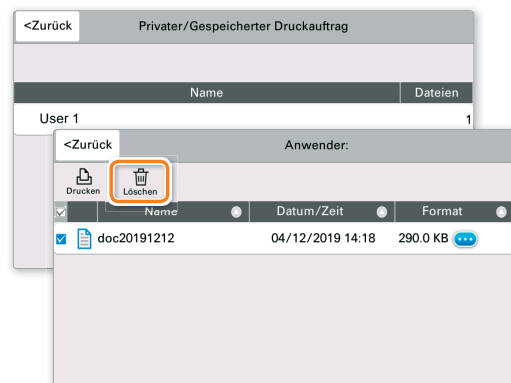 <Zurück Privater/Gespeicherter Druckauftrag
Name Dateien
User 1 1
<Zurück Anwender:
Drucken Löschen
Name Datum/Zeit Format
doc20191212 04/12/2019 14:18 290.0 KB